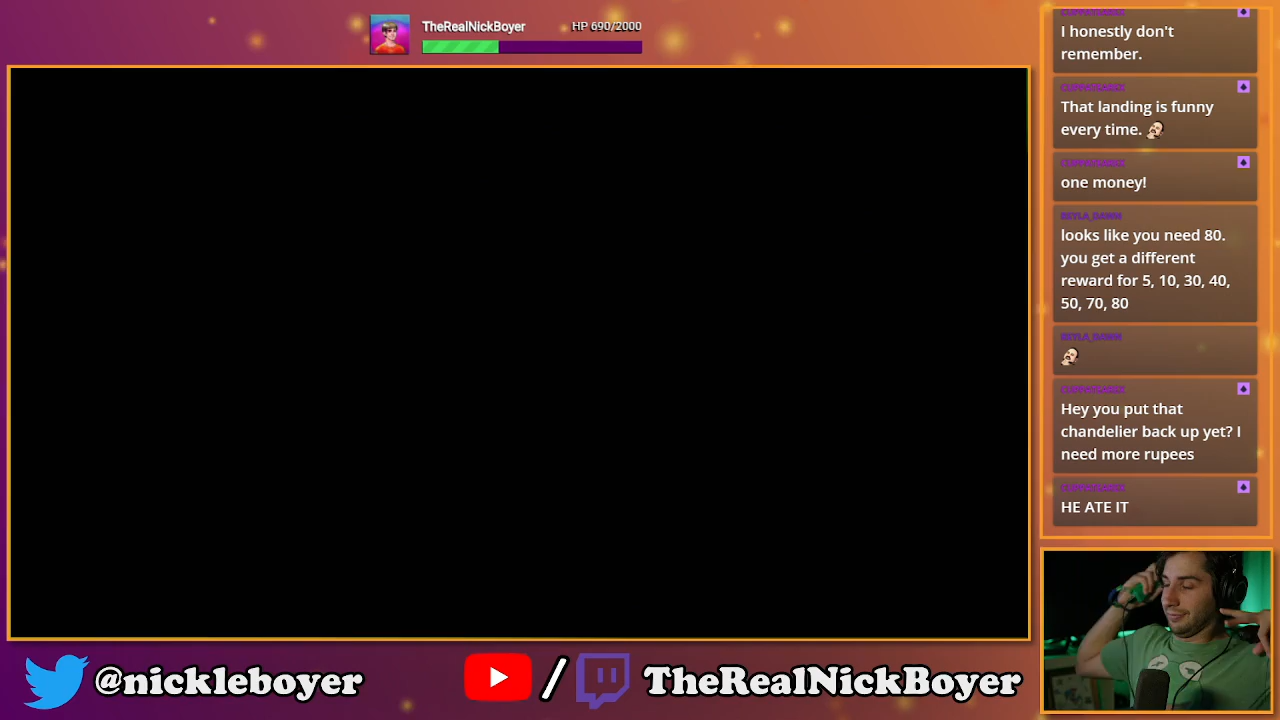 TheRealNickBoyer
HP 690/2000
I honestly don't
remember.
That landing is funny
every time.
one money!
looks like you need 80.
you get a different
reward for 5, 10, 30, 40,
50, 70, 80
Hey you put that
chandelier back up yet? I
need more rupees
HE ATE IT
@nickleboyer
/
TheRealNickBoyer